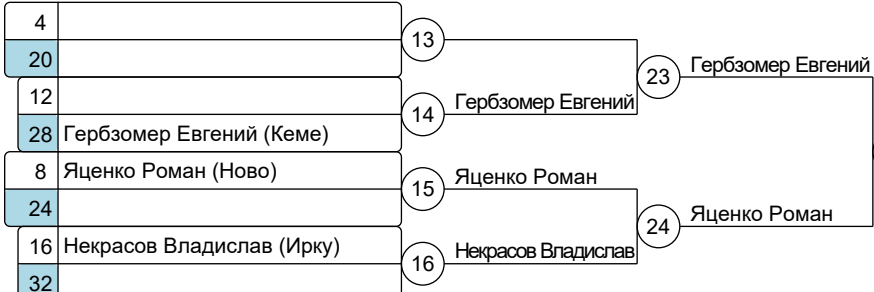 4
20
13
12
28 Гербзомер Евгений (Кеме)
14
Гербзомер Евгений
23
Гербзомер Евгений
8 Яценко Роман (Ново)
24
15
Яценко Роман
16 Некрасов Владислав (Ирку)
32
16
Некрасов Владислав
24
Яценко Роман